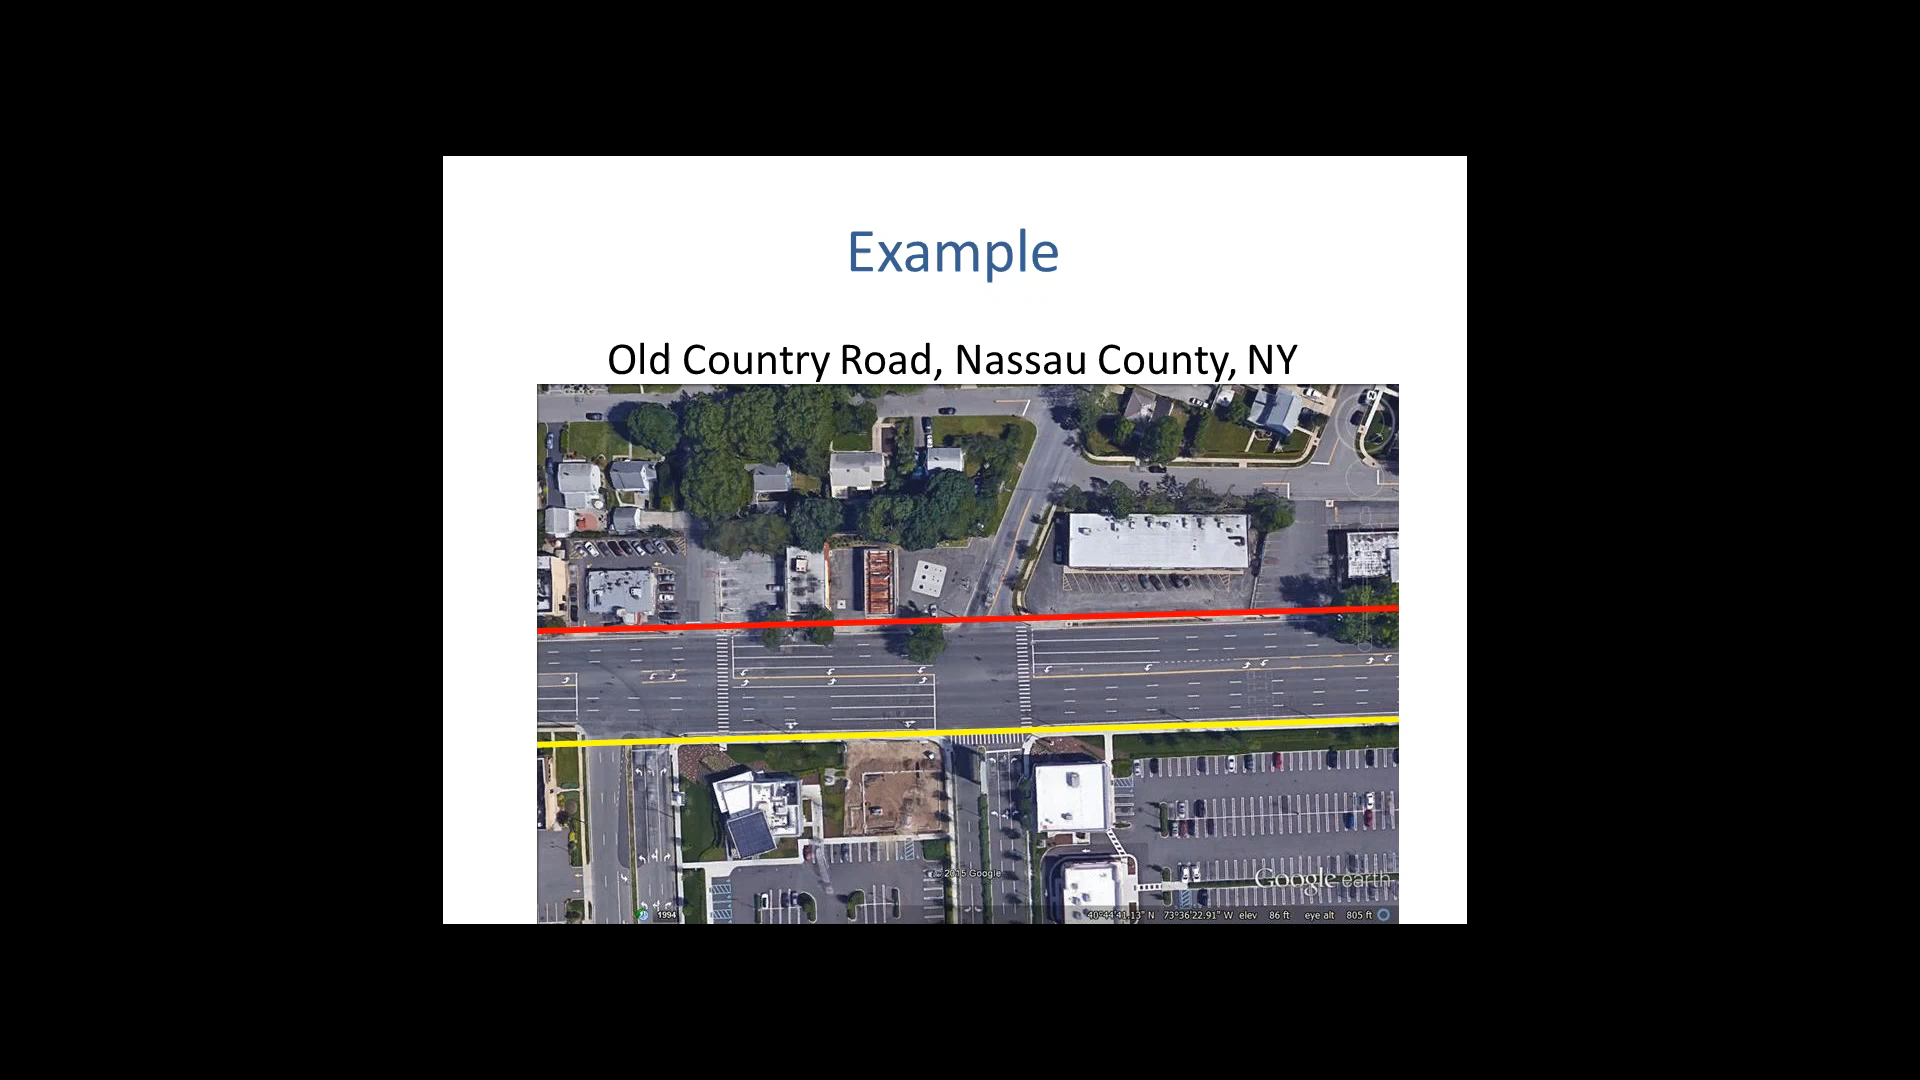 Example
Old Country Road, Nassau County, NY
N
© 2015 Google
Google earth
1994
40°44'41.13" N 73°36'22.91" W elev 86 ft eye alt 805 ft